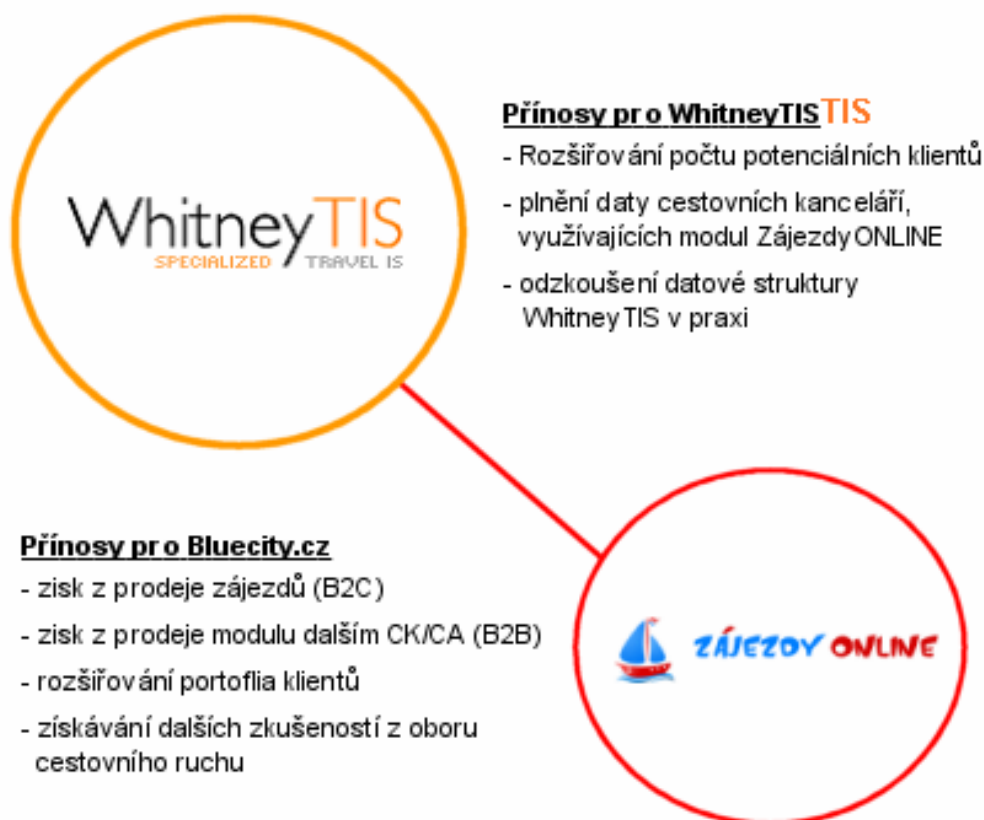 WhitneyTIS
SPECIALIZED TRAVEL IS
Přínosy pro WhitneyTIS TIS
- Rozšiřování počtu potenciálních klientů
- plnění daty cestovních kanceláří,
využívajících modul Zájezdy ONLINE
- odzkoušení datové struktury
WhitneyTIS v praxi
Přínosy pro Bluecity.cz
- zisk z prodeje zájezdů (B2C)
- zisk z prodeje modulu dalším CK/CA (B2B)
- rozšiřování portoflia klientů
- získávání dalších zkušeností z oboru
cestovního ruchu
ZÁJEZDY ONLINE